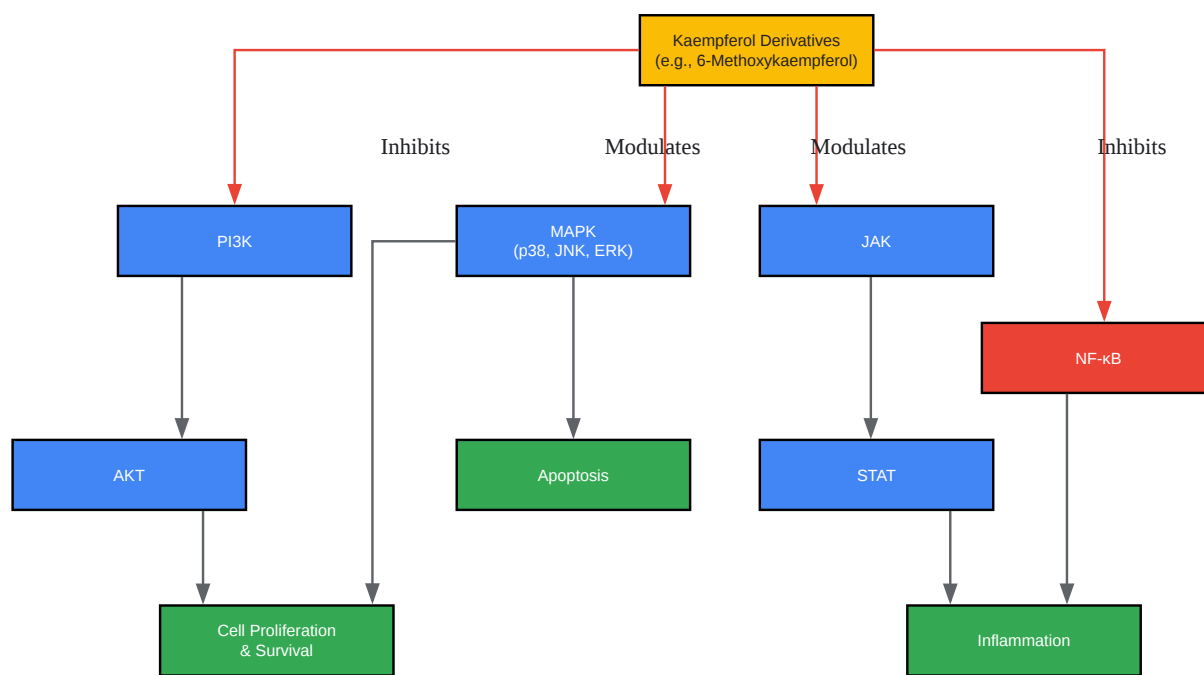 Kaempferol Derivatives
(e.g., 6-Methoxykaempferol)
Inhibits
Modulates
Modulates
Inhibits
PI3K
MAPK
(p38, JNK, ERK)
JAK
NF-κB
AKT
Apoptosis
STAT
Cell Proliferation
& Survival
Inflammation